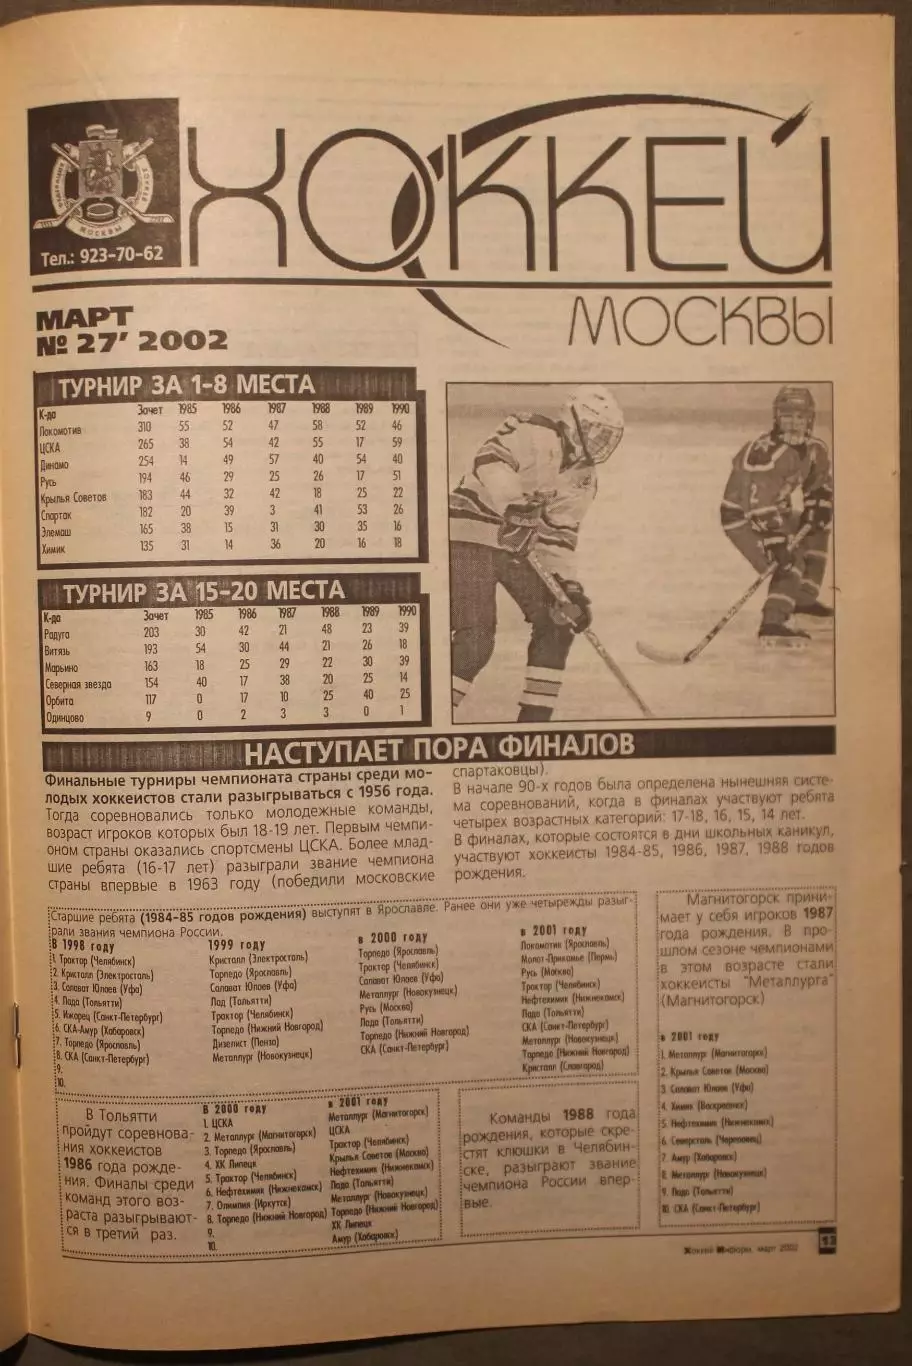 ХОККЕЙ
МОСКВЫ
МОСКВЫ
Тел.: 923-70-62
МАРТ
№ 27' 2002
ТУРНИР ЗА 1-8 МЕСТА
К-да Зачет 1985 1986 1987 1988 1989 1990
Локомотив 310 55 52 47 58 52 46
ЦСКА 265 38 54 42 55 17 59
Динамо 254 14 49 57 40 54 40
Русь 194 46 29 25 26 17 51
Крылья Советов 183 44 32 42 18 25 22
Спартак 182 20 39 3 41 53 26
Элемаш 165 38 15 31 30 35 16
Химик 135 31 14 36 20 16 18
ТУРНИР ЗА 15-20 МЕСТА
К-да Зачет 1985 1986 1987 1988 1989 1990
Радуга 203 30 42 21 48 23 39
Витязь 193 54 30 44 21 26 18
Марьино 163 18 25 29 22 30 39
Северная звезда 154 40 17 38 20 25 14
Орбита 117 0 17 10 25 40 25
Одинцово 9 0 2 3 3 0 1
НАСТУПАЕТ ПОРА ФИНАЛОВ
Финальные турниры чемпионата страны среди мо-
лодых хоккеистов стали разыгрываться с 1956 года.
Тогда соревновались только молодежные команды,
возраст игроков которых был 18-19 лет. Первым чемпи-
оном страны оказались спортсмены ЦСКА. Более млад-
шие ребята (16-17 лет) разыграли звание чемпиона
страны впервые в 1963 году (победили московские
спартаковцы).
В начале 90-х годов была определена нынешняя систе-
ма соревнований, когда в финалах участвуют ребята
четырех возрастных категорий: 17-18, 16, 15, 14 лет.
В финалах, которые состоятся в дни школьных каникул,
участвуют хоккеисты 1984-85, 1986, 1987, 1988 годов
рождения.
Старшие ребята (1984-85 годов рождения) выступят в Ярославле. Ранее они уже четырежды разыг-
рали звания чемпиона России.
В 1998 году
1. Трактор (Челябинск)
2. Кристалл (Электросталь)
3. Салават Юлаев (Уфа)
4. Лада (Тольятти)
5. Ижорец (Санкт-Петербург)
6. СКА-Амур (Хабаровск)
7. Торпедо (Ярославль)
8. СКА (Санкт-Петербург)
9.
10.
1999 году
Кристалл (Электросталь)
Торпедо (Ярославль)
Салават Юлаев (Уфа)
Лад (Тольятти)
Трактор (Челябинск)
Торпедо (Нижний Новгород)
Дизелист (Пенза)
Металлург (Новокузнецк)
в 2000 году
Торпедо (Ярославль)
Трактор (Челябинск)
Салават Юлаев (Уфа)
Металлург (Новокузнецк)
Русь (Москва)
Лада (Тольятти)
Торпедо (Нижний Новгород)
СКА (Санкт-Петербург)
в 2001 году
Локомотив (Ярославль)
Молот-Прикамье (Пермь)
Русь (Москва)
Трактор (Челябинск)
Нефтехимик (Нижнекамск)
Лада (Тольятти)
СКА (Санкт-Петербург)
Металлург (Новокузнецк)
Торпедо (Нижний Новгород)
Кристалл (Словгород)
Магнитогорск прини-
мает у себя игроков 1987
года рождения. В про-
шлом сезоне чемпионами
в этом возрасте стали
хоккеисты "Металлурга"
(Магнитогорск)
в 2001 году
1. Металлург (Магнитогорск)
2. Крылья Советов (Москва)
3. Салават Юлаев (Уфа)
4. Химик (Воскресенск)
5. Нефтехимик (Нижнекамск)
6. Северсталь (Череповец)
7. Амур (Хабаровск)
8. Металлург (Новокузнецк)
9. Лада (Тольятти)
10. СКА (Санкт-Петербург)
В Тольятти
пройдут соревнова-
ния хоккеистов
1986 года рожде-
ния. Финалы среди
команд этого воз-
раста разыгрывают-
ся в третий раз.
В 2000 году
1. ЦСКА
2. Металлург (Магнитогорск)
3. Торпедо (Ярославль)
4. ХК Липецк
5. Трактор (Челябинск)
6. Нефтехимик (Нижнекамск)
7. Олимпия (Иркутск)
8. Торпедо (Нижний Новгород)
9.
10.
в 2001 году
Металлург (Магнитогорск)
ЦСКА
Трактор (Челябинск)
Крылья Советов (Москва)
Нефтехимик (Нижнекамск)
Лада (Тольятти)
Металлург (Новокузнецк)
Торпедо (Нижний Новгород)
ХК Липецк
Амур (Хабаровск)
Команды 1988 года
рождения, которые скре-
стят клюшки в Челябин-
ске, разыграют звание
чемпиона России впер-
вые.
Хоккей Информ, март 2002
13